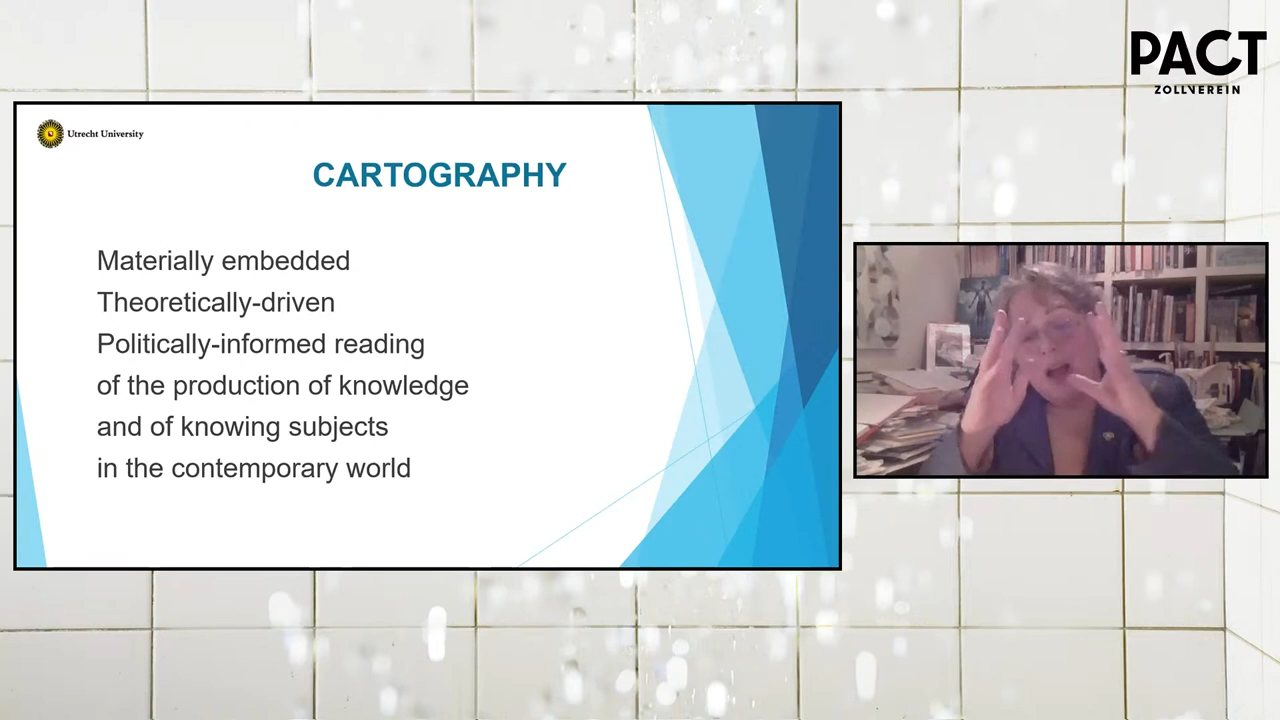 PACT
ZOLLVEREIN
Utrecht University
CARTOGRAPHY
Materially embedded
Theoretically-driven
Politically-informed reading
of the production of knowledge
and of knowing subjects
in the contemporary world